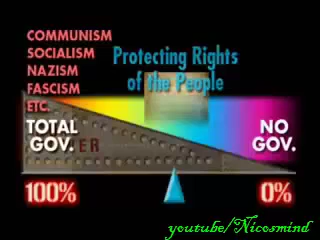 COMMUNISM
SOCIALISM
NAZISM
FASCISM
ETC.
Protecting Rights
of the People
TOTAL
GOV.
NO
GOV.
100%
0%
youtube/Nicosmind